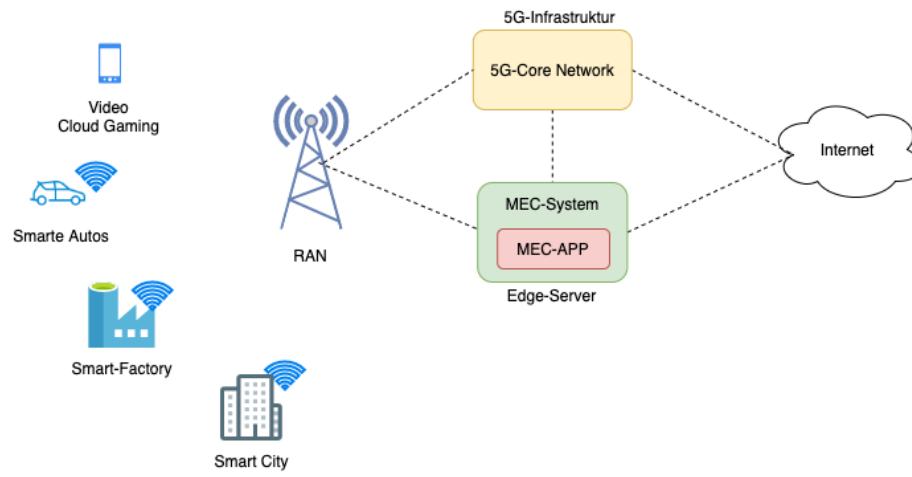 5G-Infrastruktur
5G-Core Network
Video
Cloud Gaming
Internet
MEC-System
Smarte Autos
MEC-APP
RAN
Edge-Server
Smart-Factory
Smart City